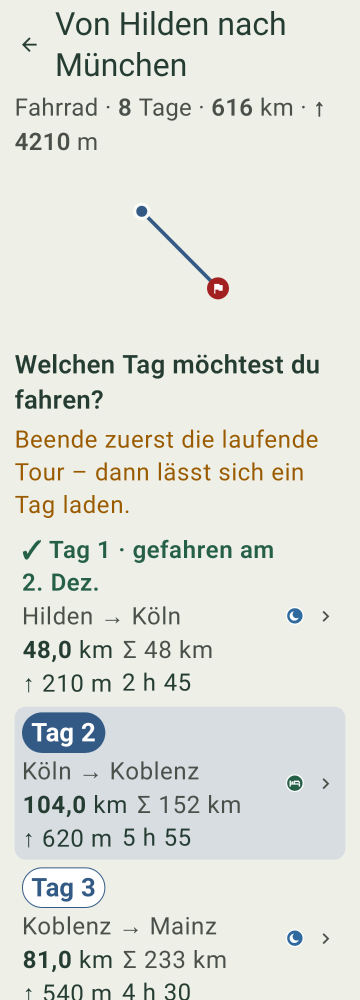 Von Hilden nach
München
Fahrrad · 8 Tage · 616 km · ↑
4210 m
Welchen Tag möchtest du
fahren?
Beende zuerst die laufende
Tour – dann lässt sich ein
Tag laden.
✓ Tag 1 · gefahren am
2. Dez.
Hilden → Köln
48,0 km Σ 48 km
↑ 210 m 2 h 45
Tag 2
Köln → Koblenz
104,0 km Σ 152 km
↑ 620 m 5 h 55
Tag 3
Koblenz → Mainz
81,0 km Σ 233 km
↑ 540 m 4 h 30